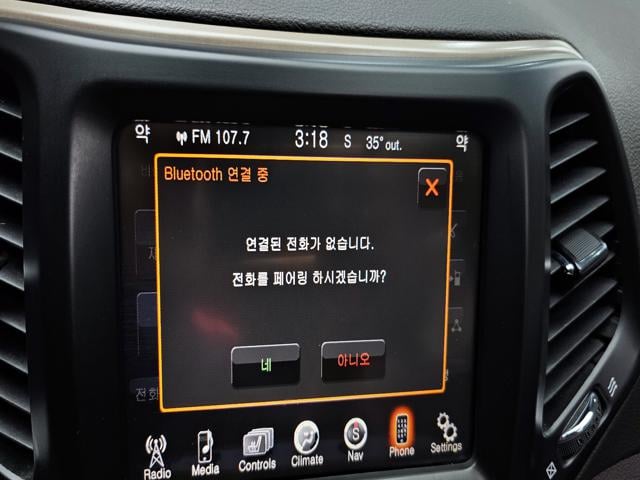 약 FM 107.7 3:18 S 35° out. 약
Bluetooth 연결 중
X
연결된 전화가 없습니다.
전화를 페어링 하시겠습니까?
네 아니오
전화
Radio Media Controls Climate Nav Phone Settings